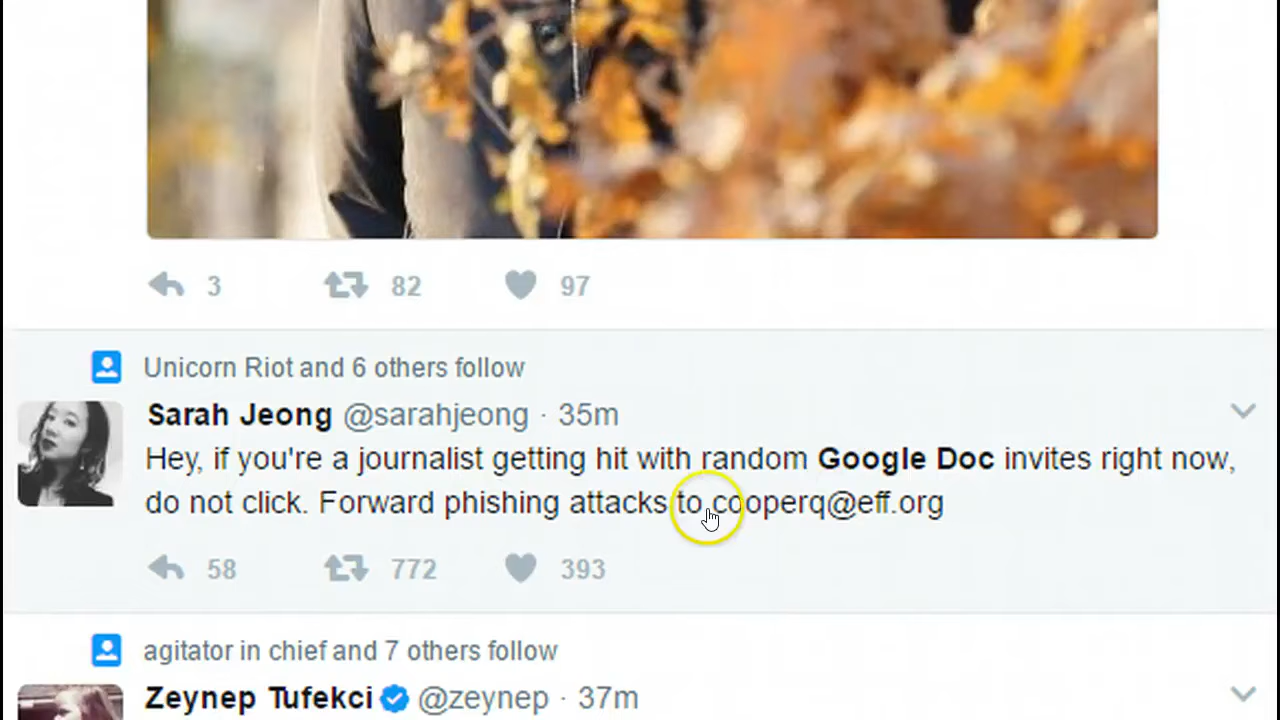 3 82 97
Unicorn Riot and 6 others follow
Sarah Jeong @sarahjeong · 35m
Hey, if you're a journalist getting hit with random Google Doc invites right now,
do not click. Forward phishing attacks to cooperq@eff.org
58 772 393
agitator in chief and 7 others follow
Zeynep Tufekci @zeynep · 37m